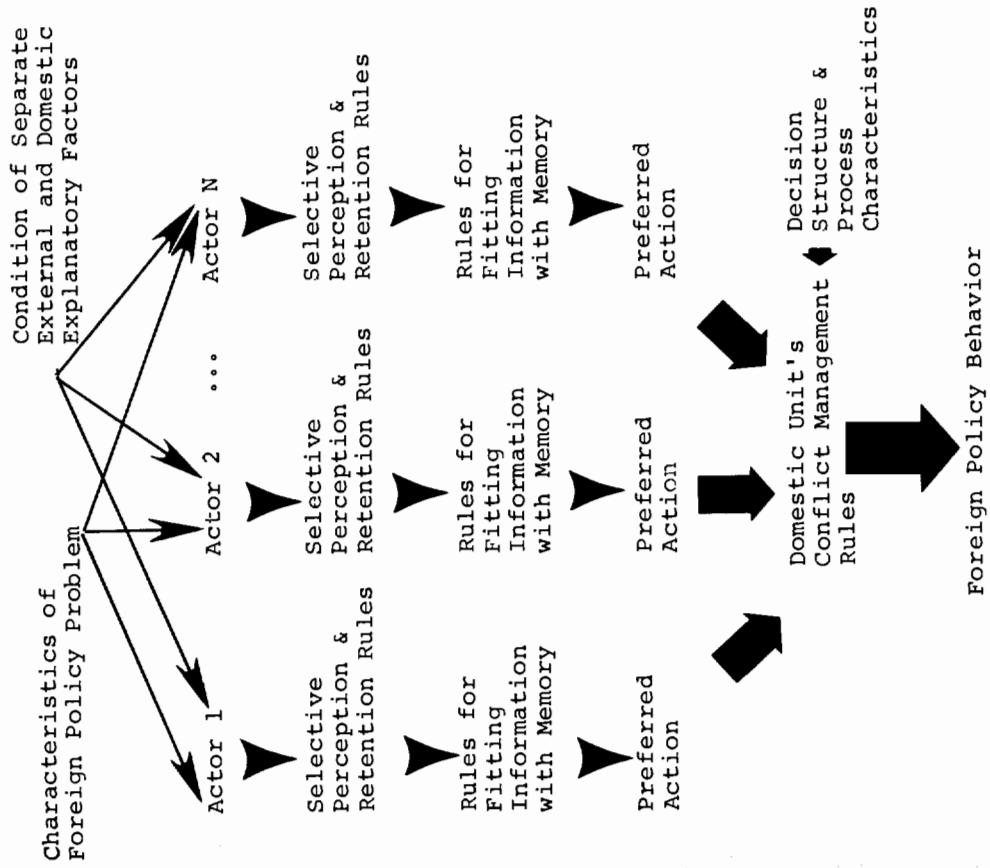 Characteristics of
Foreign Policy Problem
Condition of Separate
External and Domestic
Explanatory Factors
Actor 1
Actor 2
...
Actor N
Selective
Perception &
Retention Rules
Selective
Perception &
Retention Rules
Selective
Perception &
Retention Rules
Rules for
Fitting
Information
with Memory
Rules for
Fitting
Information
with Memory
Rules for
Fitting
Information
with Memory
Preferred
Action
Preferred
Action
Preferred
Action
Domestic Unit's
Conflict Management
Rules
Decision
Structure &
Process
Characteristics
Foreign Policy Behavior